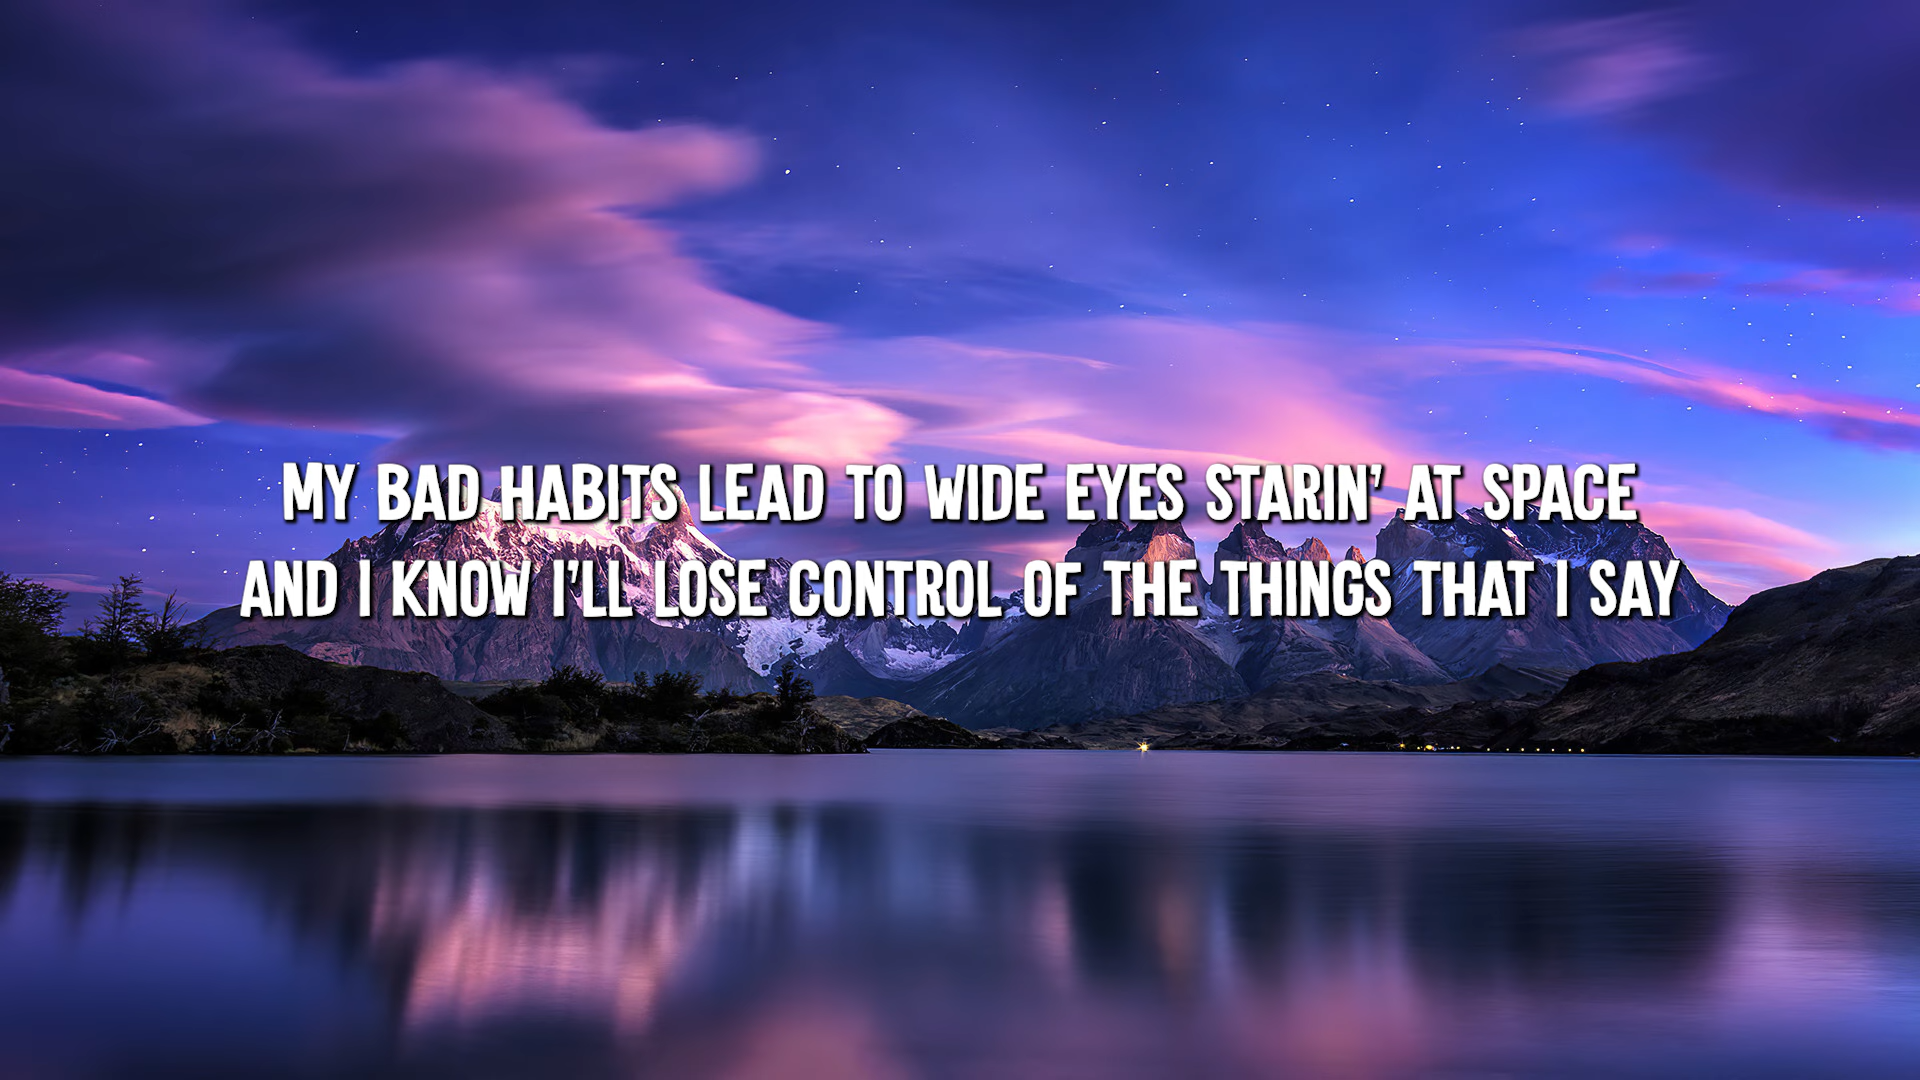 MY BAD HABITS LEAD TO WIDE EYES STARIN' AT SPACE
AND I KNOW I'LL LOSE CONTROL OF THE THINGS THAT I SAY